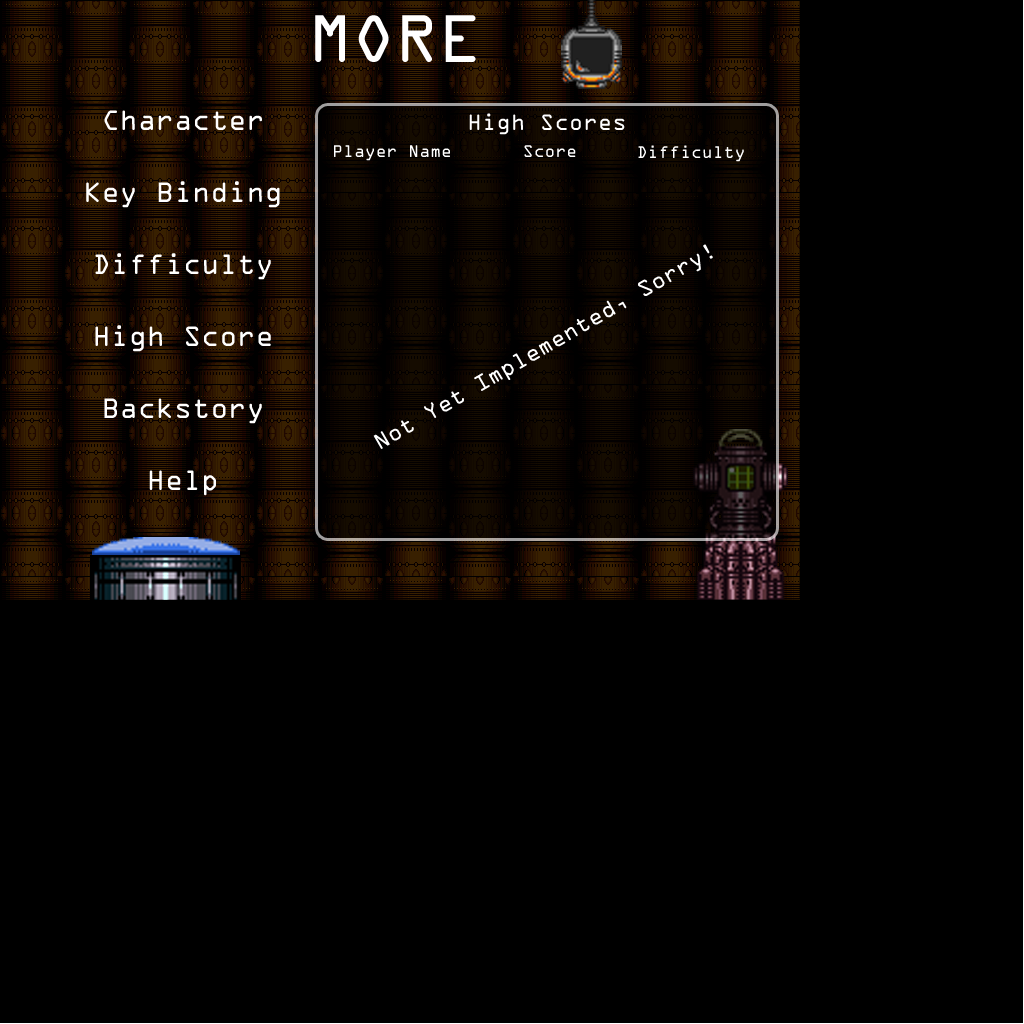 MORE
Character
Key Binding
Difficulty
High Score
Backstory
Help
High Scores
Player Name Score Difficulty
Not Yet Implemented, Sorry!